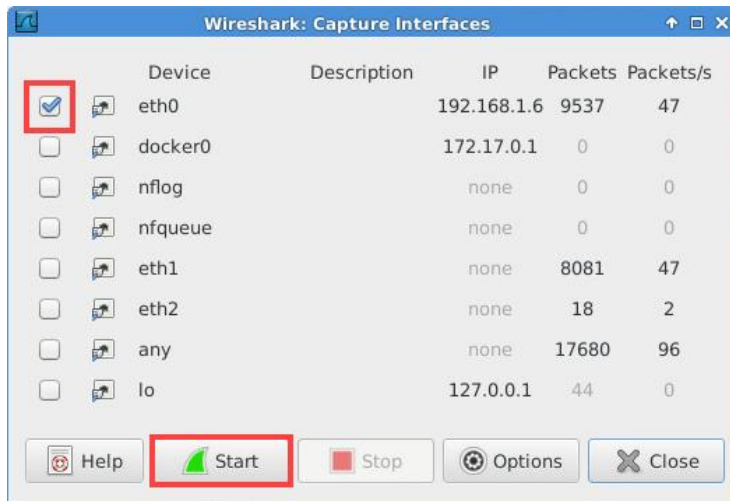 Wireshark: Capture Interfaces
Device Description IP Packets Packets/s
eth0 192.168.1.6 9537 47
docker0 172.17.0.1 0 0
nflog none 0 0
nfqueue none 0 0
eth1 none 8081 47
eth2 none 18 2
any none 17680 96
lo 127.0.0.1 44 0
Help Start Stop Options Close